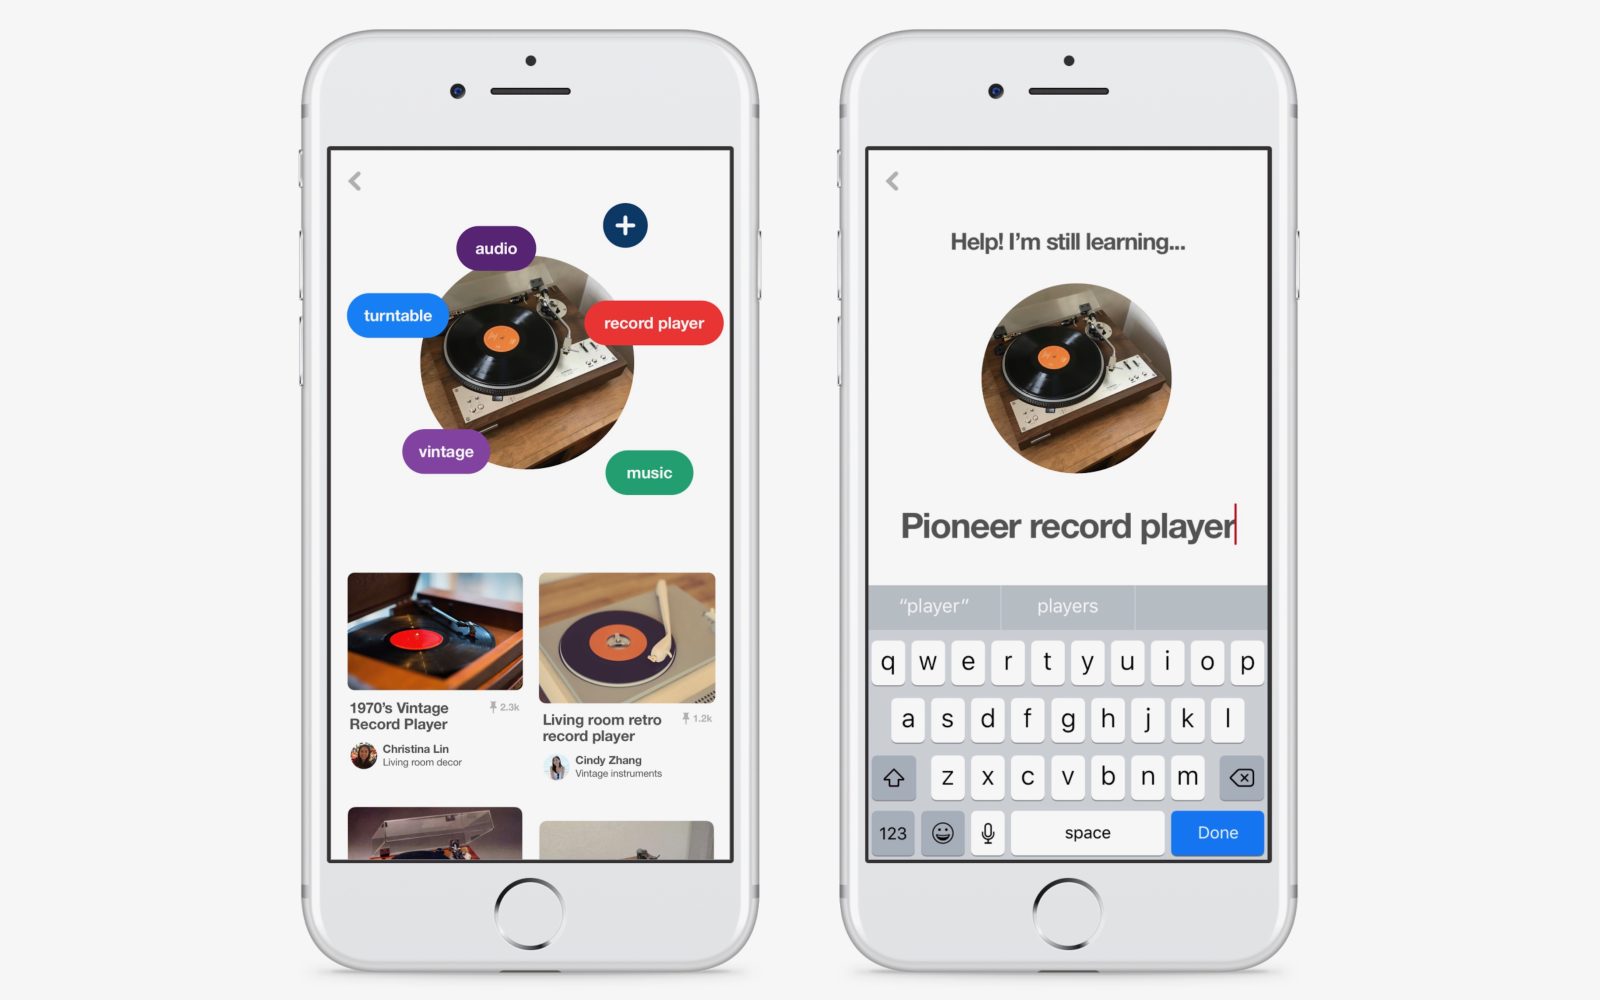 audio
turntable
record player
vintage
music
1970's Vintage
Record Player
2.3k
Christina Lin
Living room decor
Living room retro
record player
1.2k
Cindy Zhang
Vintage instruments
Help! I'm still learning...
Pioneer record player
“player” players
q w e r t y u i o p
a s d f g h j k l
z x c v b n m
123 space Done